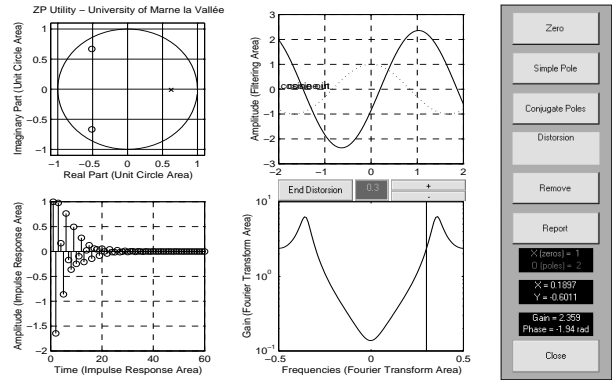 ZP Utility – University of Marne la Vallée
Imaginary Part (Unit Circle Area)
1
0.5
0
−0.5
−1
−1 −0.5 0 0.5 1
Real Part (Unit Circle Area)
Amplitude (Filtering Area)
3
2
1
0
−1
−2
−3
−2 −1 0 1 2
End Distorsion
0.3
+
-
Amplitude (Impulse Response Area)
1
0.5
0
−0.5
−1
−1.5
−2
0 20 40 60
Time (Impulse Response Area)
Gain (Fourier Transform Area)
10¹
10⁰
10⁻¹
−0.5 0 0.5
Frequencies (Fourier Transform Area)
Zero
Simple Pole
Conjugate Poles
Distorsion
Remove
Report
X (zeros) = 1
O (poles) = 2
X = 0.1897
Y = -0.6011
Gain = 2.359
Phase = -1.94 rad
Close